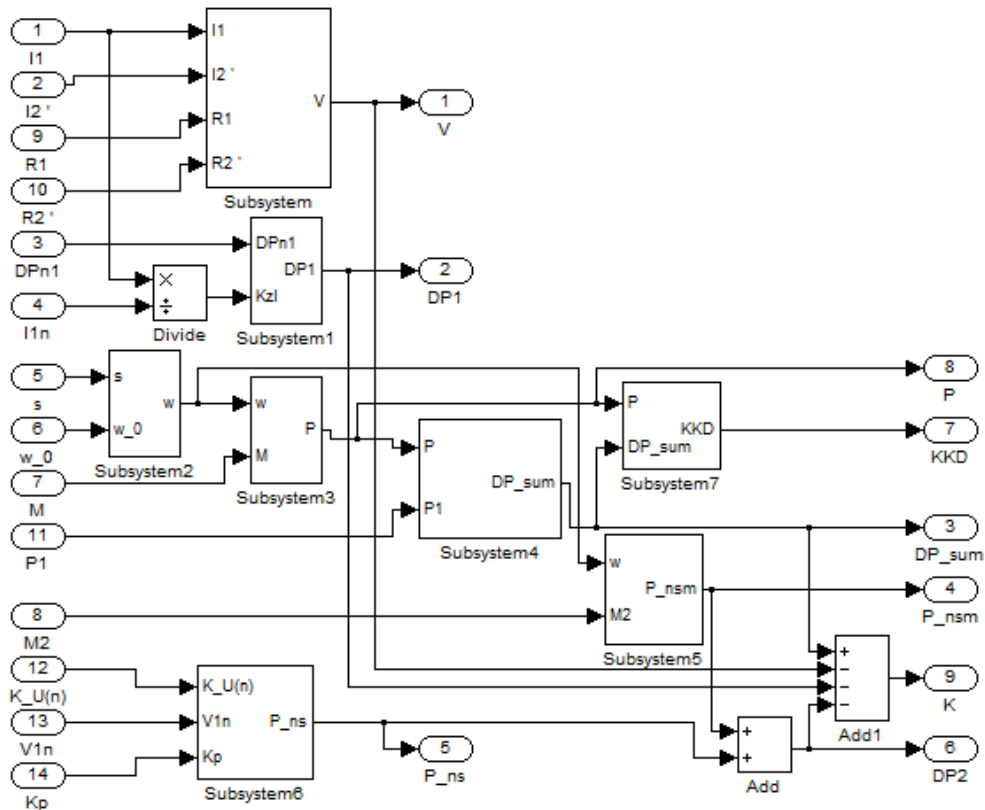 1
I1
2
I2 '
9
R1
10
R2 '
3
DPn1
4
I1n
5
s
6
w_0
7
M
11
P1
8
M2
12
K_U(n)
13
V1n
14
Kp
I1
I2 '
R1
R2 '
V
Subsystem
1
V
DPn1
DP1
KzI
Subsystem1
2
DP1
×
÷
Divide
s
w
w_0
Subsystem2
w
P
M
Subsystem3
P
DP_sum
P1
Subsystem4
P
KKD
DP_sum
Subsystem7
8
P
7
KKD
3
DP_sum
w
P_nsm
M2
Subsystem5
4
P_nsm
K_U(n)
V1n
P_ns
Kp
Subsystem6
5
P_ns
+
+
Add
+
−
−
−
Add1
9
K
6
DP2